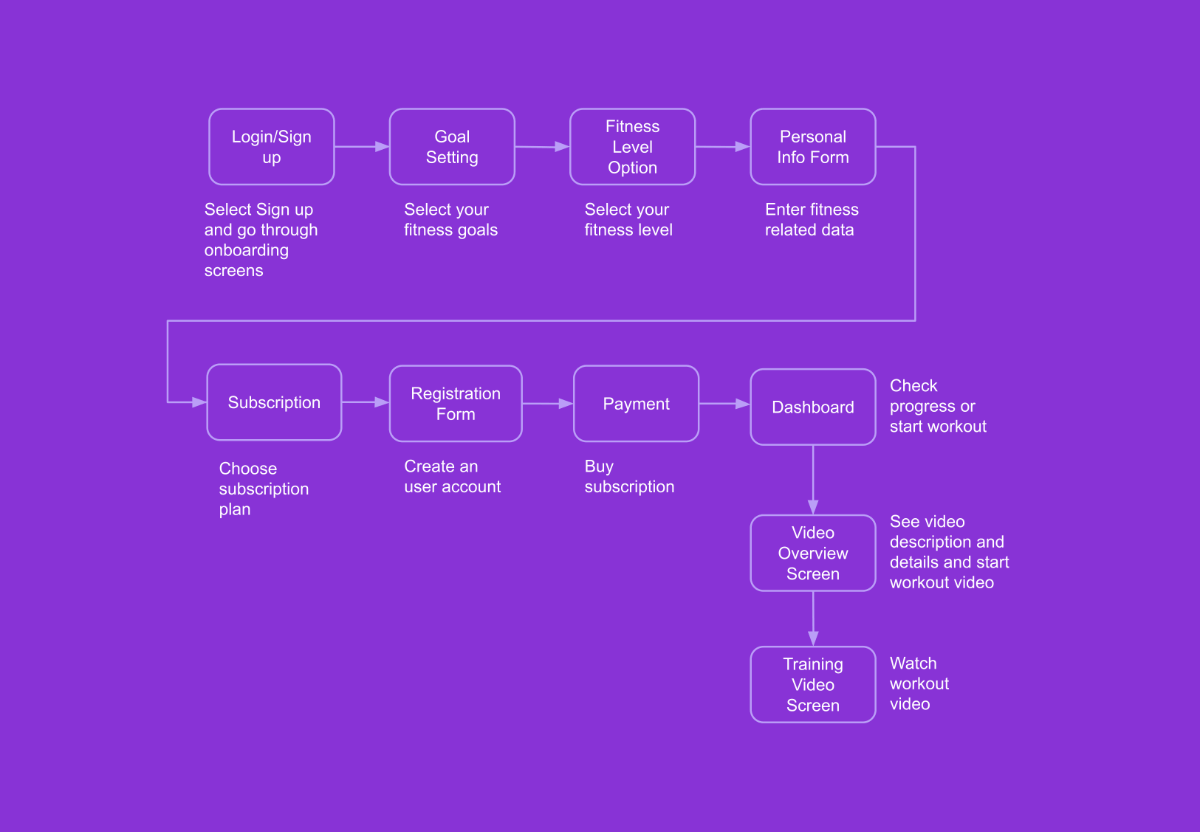 Login/Sign
up
Goal
Setting
Fitness
Level
Option
Personal
Info Form
Select Sign up
and go through
onboarding
screens
Select your
fitness goals
Select your
fitness level
Enter fitness
related data
Subscription
Registration
Form
Payment
Dashboard
Check
progress or
start workout
Choose
subscription
plan
Create an
user account
Buy
subscription
Video
Overview
Screen
See video
description and
details and start
workout video
Training
Video
Screen
Watch
workout
video